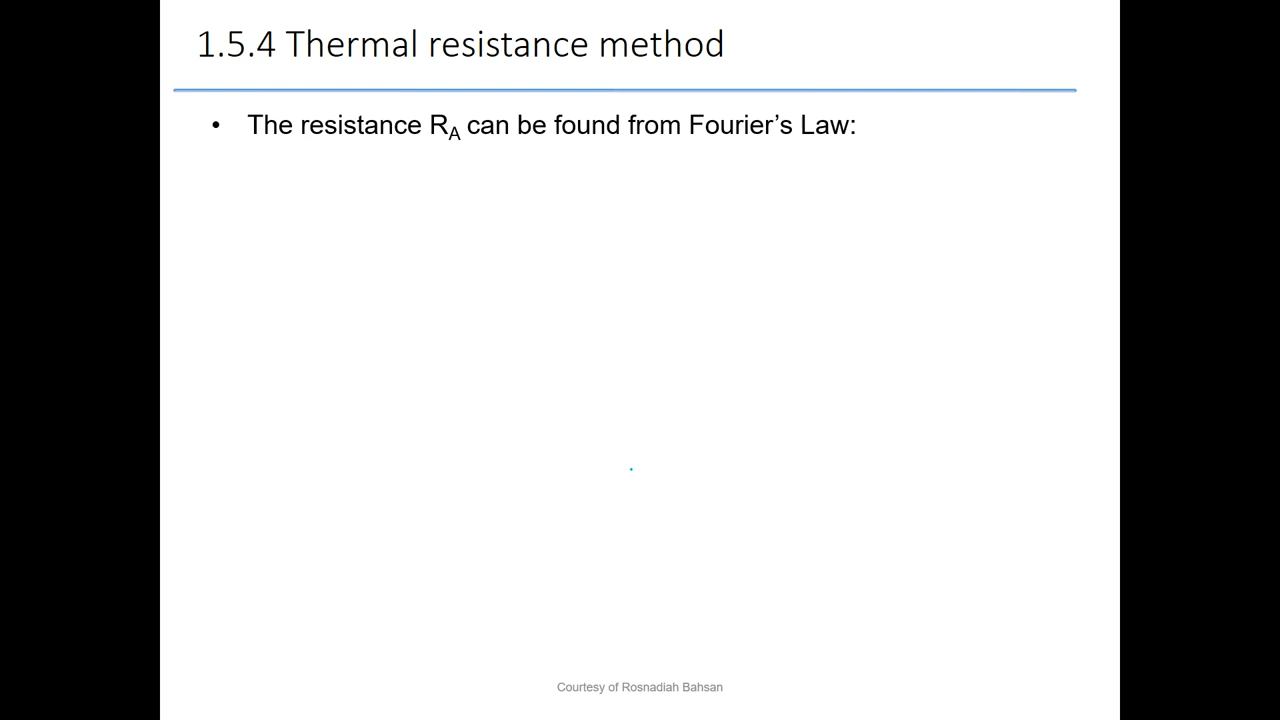 1.5.4 Thermal resistance method
• The resistance RA can be found from Fourier’s Law:
Courtesy of Rosnadiah Bahsan